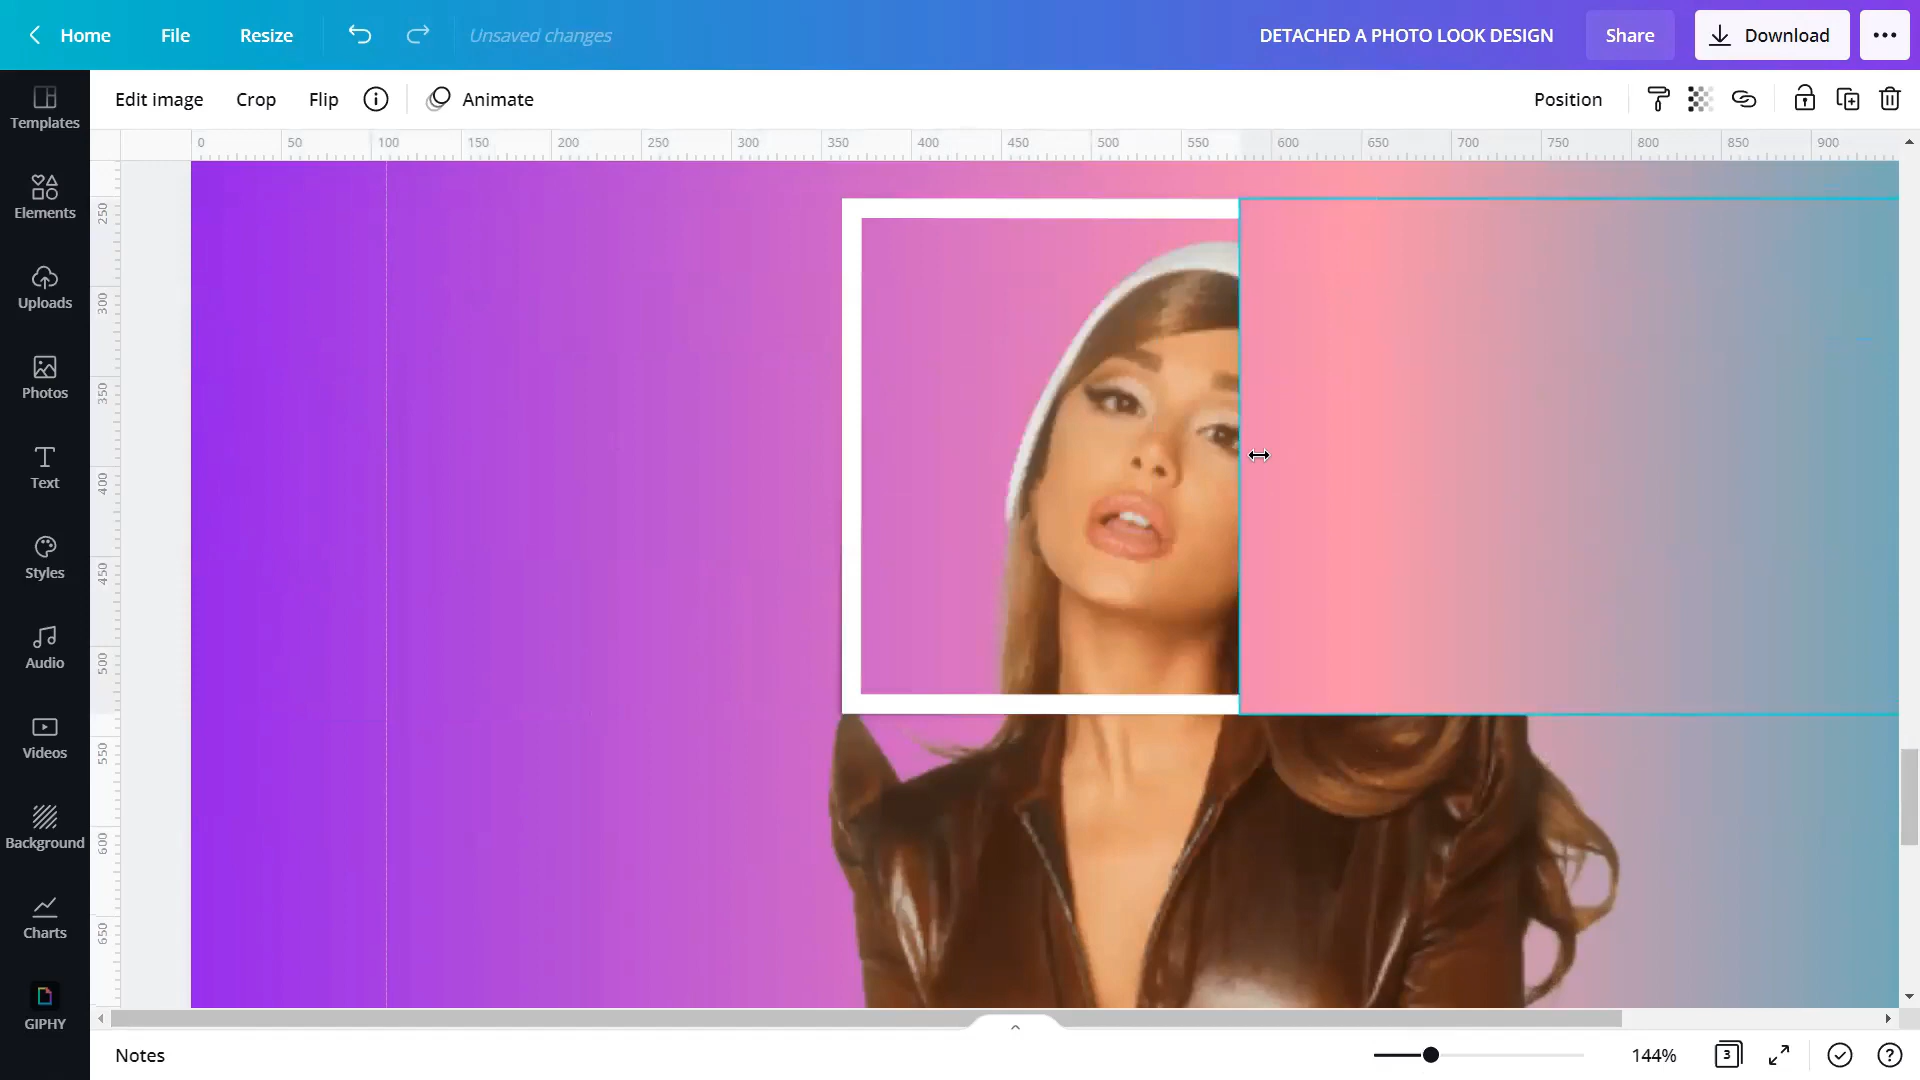 Home File Resize Unsaved changes DETACHED A PHOTO LOOK DESIGN Share Download
Edit image Crop Flip Animate Position
Templates
Elements
Uploads
Photos
Text
Styles
Audio
Videos
Background
Charts
GIPHY
0 50 100 150 200 250 300 350 400 450 500 550 600 650 700 750 800 850 900
250
300
350
400
450
500
550
600
650
Notes 144% 3